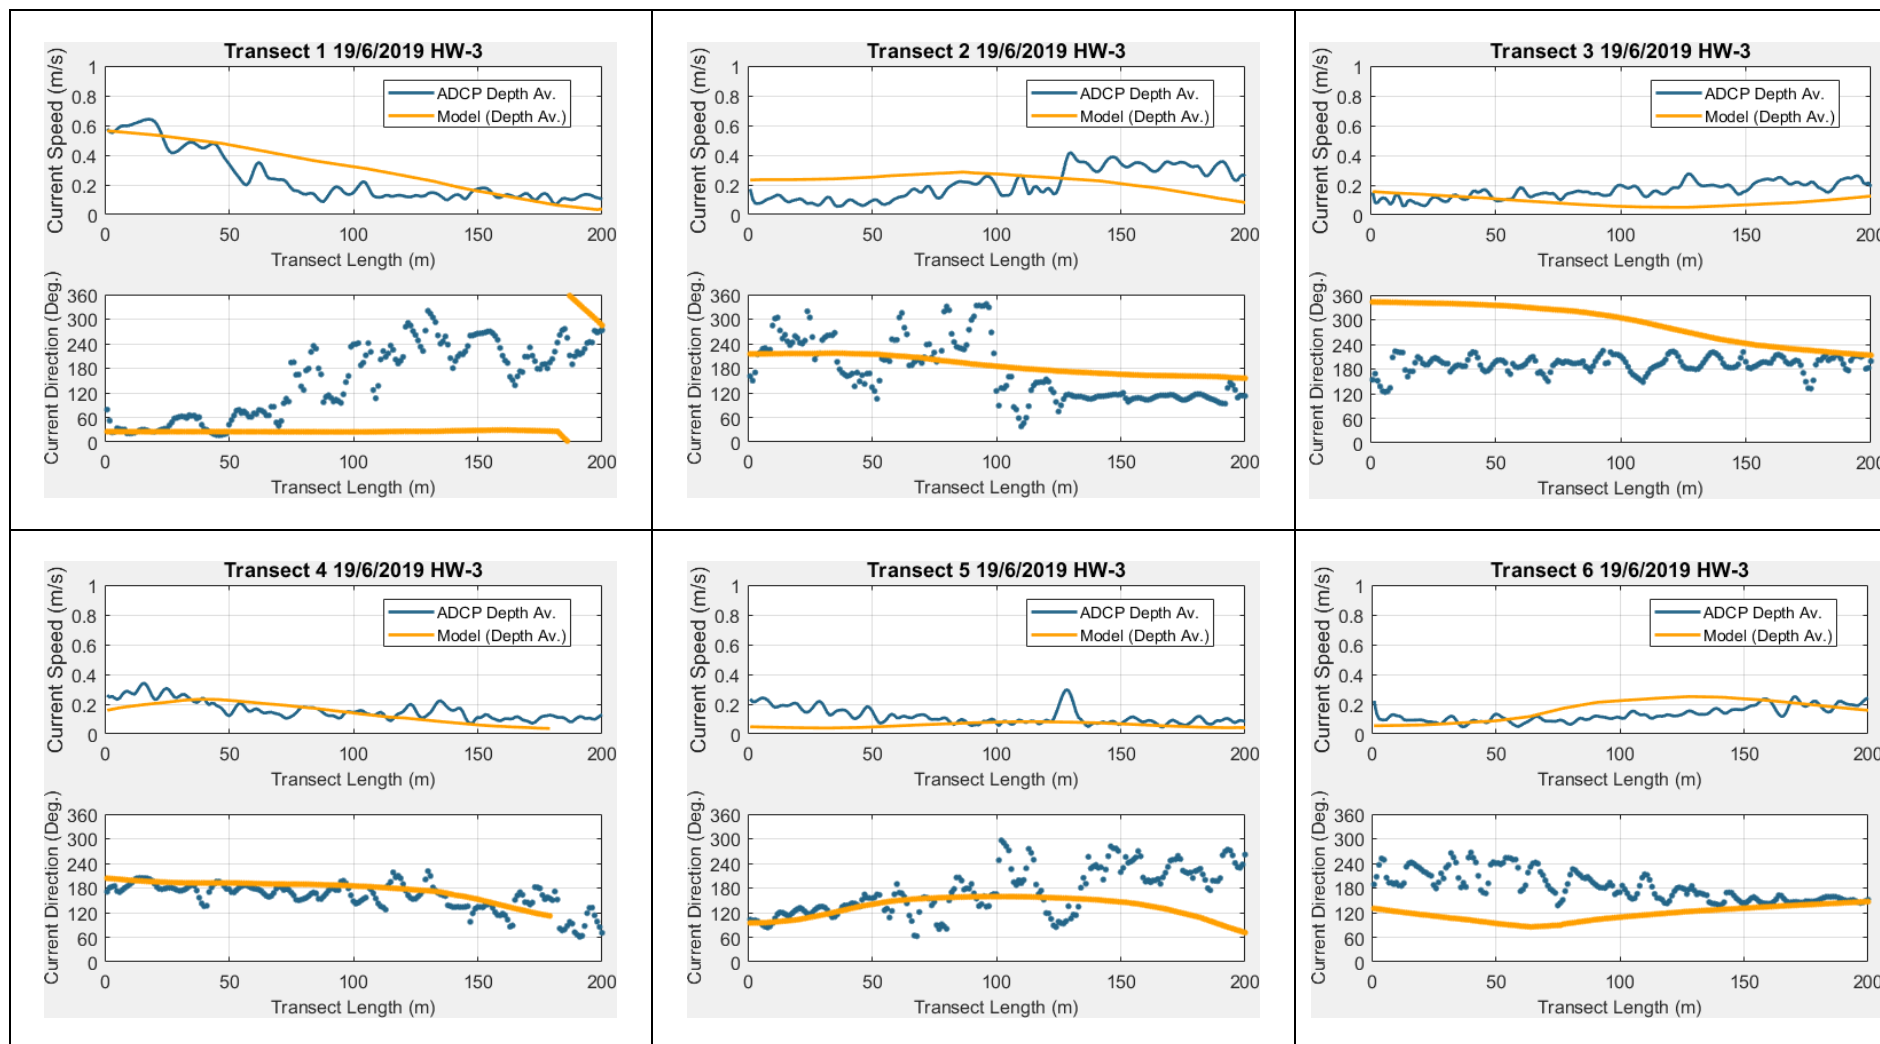 Transect 1 19/6/2019 HW-3
Current Speed (m/s)
1
0.8
0.6
0.4
0.2
0
ADCP Depth Av.
Model (Depth Av.)
0 50 100 150 200
Transect Length (m)
Current Direction (Deg.)
360
300
240
180
120
60
0
0 50 100 150 200
Transect Length (m)
Transect 2 19/6/2019 HW-3
Current Speed (m/s)
1
0.8
0.6
0.4
0.2
0
ADCP Depth Av.
Model (Depth Av.)
0 50 100 150 200
Transect Length (m)
Current Direction (Deg.)
360
300
240
180
120
60
0
0 50 100 150 200
Transect Length (m)
Transect 3 19/6/2019 HW-3
Current Speed (m/s)
1
0.8
0.6
0.4
0.2
0
ADCP Depth Av.
Model (Depth Av.)
0 50 100 150 200
Transect Length (m)
Current Direction (Deg.)
360
300
240
180
120
60
0
0 50 100 150 200
Transect Length (m)
Transect 4 19/6/2019 HW-3
Current Speed (m/s)
1
0.8
0.6
0.4
0.2
0
ADCP Depth Av.
Model (Depth Av.)
0 50 100 150 200
Transect Length (m)
Current Direction (Deg.)
360
300
240
180
120
60
0
0 50 100 150 200
Transect Length (m)
Transect 5 19/6/2019 HW-3
Current Speed (m/s)
1
0.8
0.6
0.4
0.2
0
ADCP Depth Av.
Model (Depth Av.)
0 50 100 150 200
Transect Length (m)
Current Direction (Deg.)
360
300
240
180
120
60
0
0 50 100 150 200
Transect Length (m)
Transect 6 19/6/2019 HW-3
Current Speed (m/s)
1
0.8
0.6
0.4
0.2
0
ADCP Depth Av.
Model (Depth Av.)
0 50 100 150 200
Transect Length (m)
Current Direction (Deg.)
360
300
240
180
120
60
0
0 50 100 150 200
Transect Length (m)